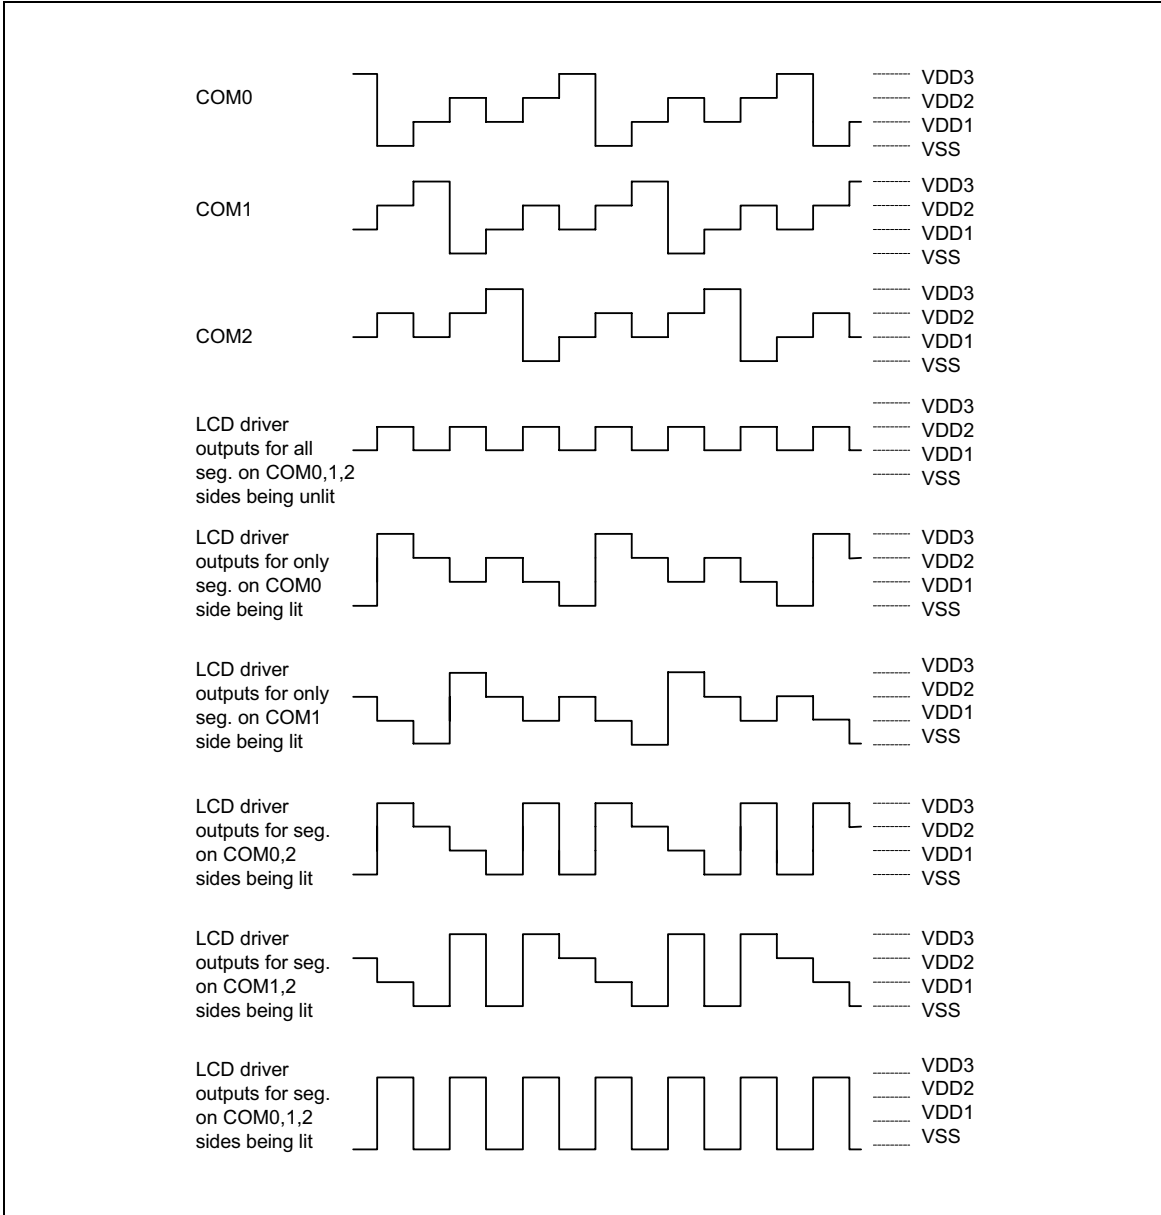 COM0
VDD3
VDD2
VDD1
VSS
COM1
VDD3
VDD2
VDD1
VSS
COM2
VDD3
VDD2
VDD1
VSS
LCD driver
outputs for all
seg. on COM0,1,2
sides being unlit
VDD3
VDD2
VDD1
VSS
LCD driver
outputs for only
seg. on COM0
side being lit
VDD3
VDD2
VDD1
VSS
LCD driver
outputs for only
seg. on COM1
side being lit
VDD3
VDD2
VDD1
VSS
LCD driver
outputs for seg.
on COM0,2
sides being lit
VDD3
VDD2
VDD1
VSS
LCD driver
outputs for seg.
on COM1,2
sides being lit
VDD3
VDD2
VDD1
VSS
LCD driver
outputs for seg.
on COM0,1,2
sides being lit
VDD3
VDD2
VDD1
VSS